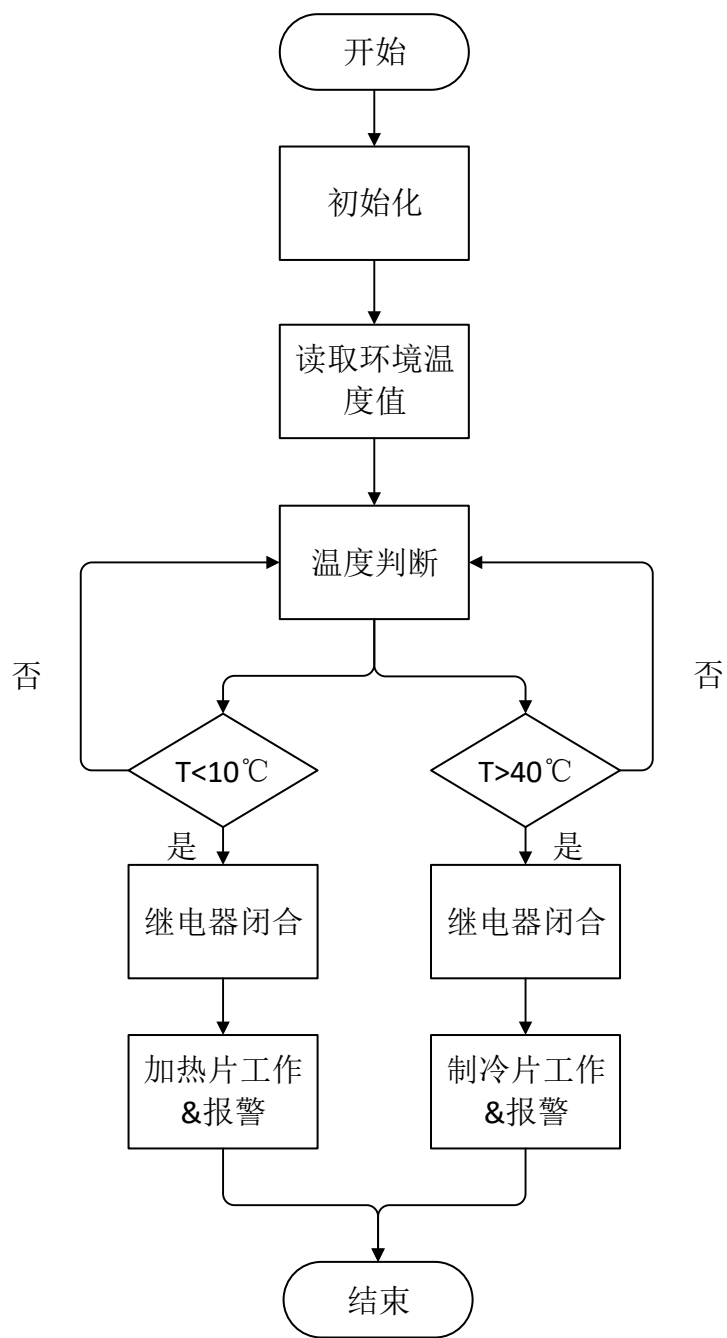 开始
初始化
读取环境温
度值
温度判断
否
否
T<10℃
T>40℃
是
是
继电器闭合
继电器闭合
加热片工作
&报警
制冷片工作
&报警
结束